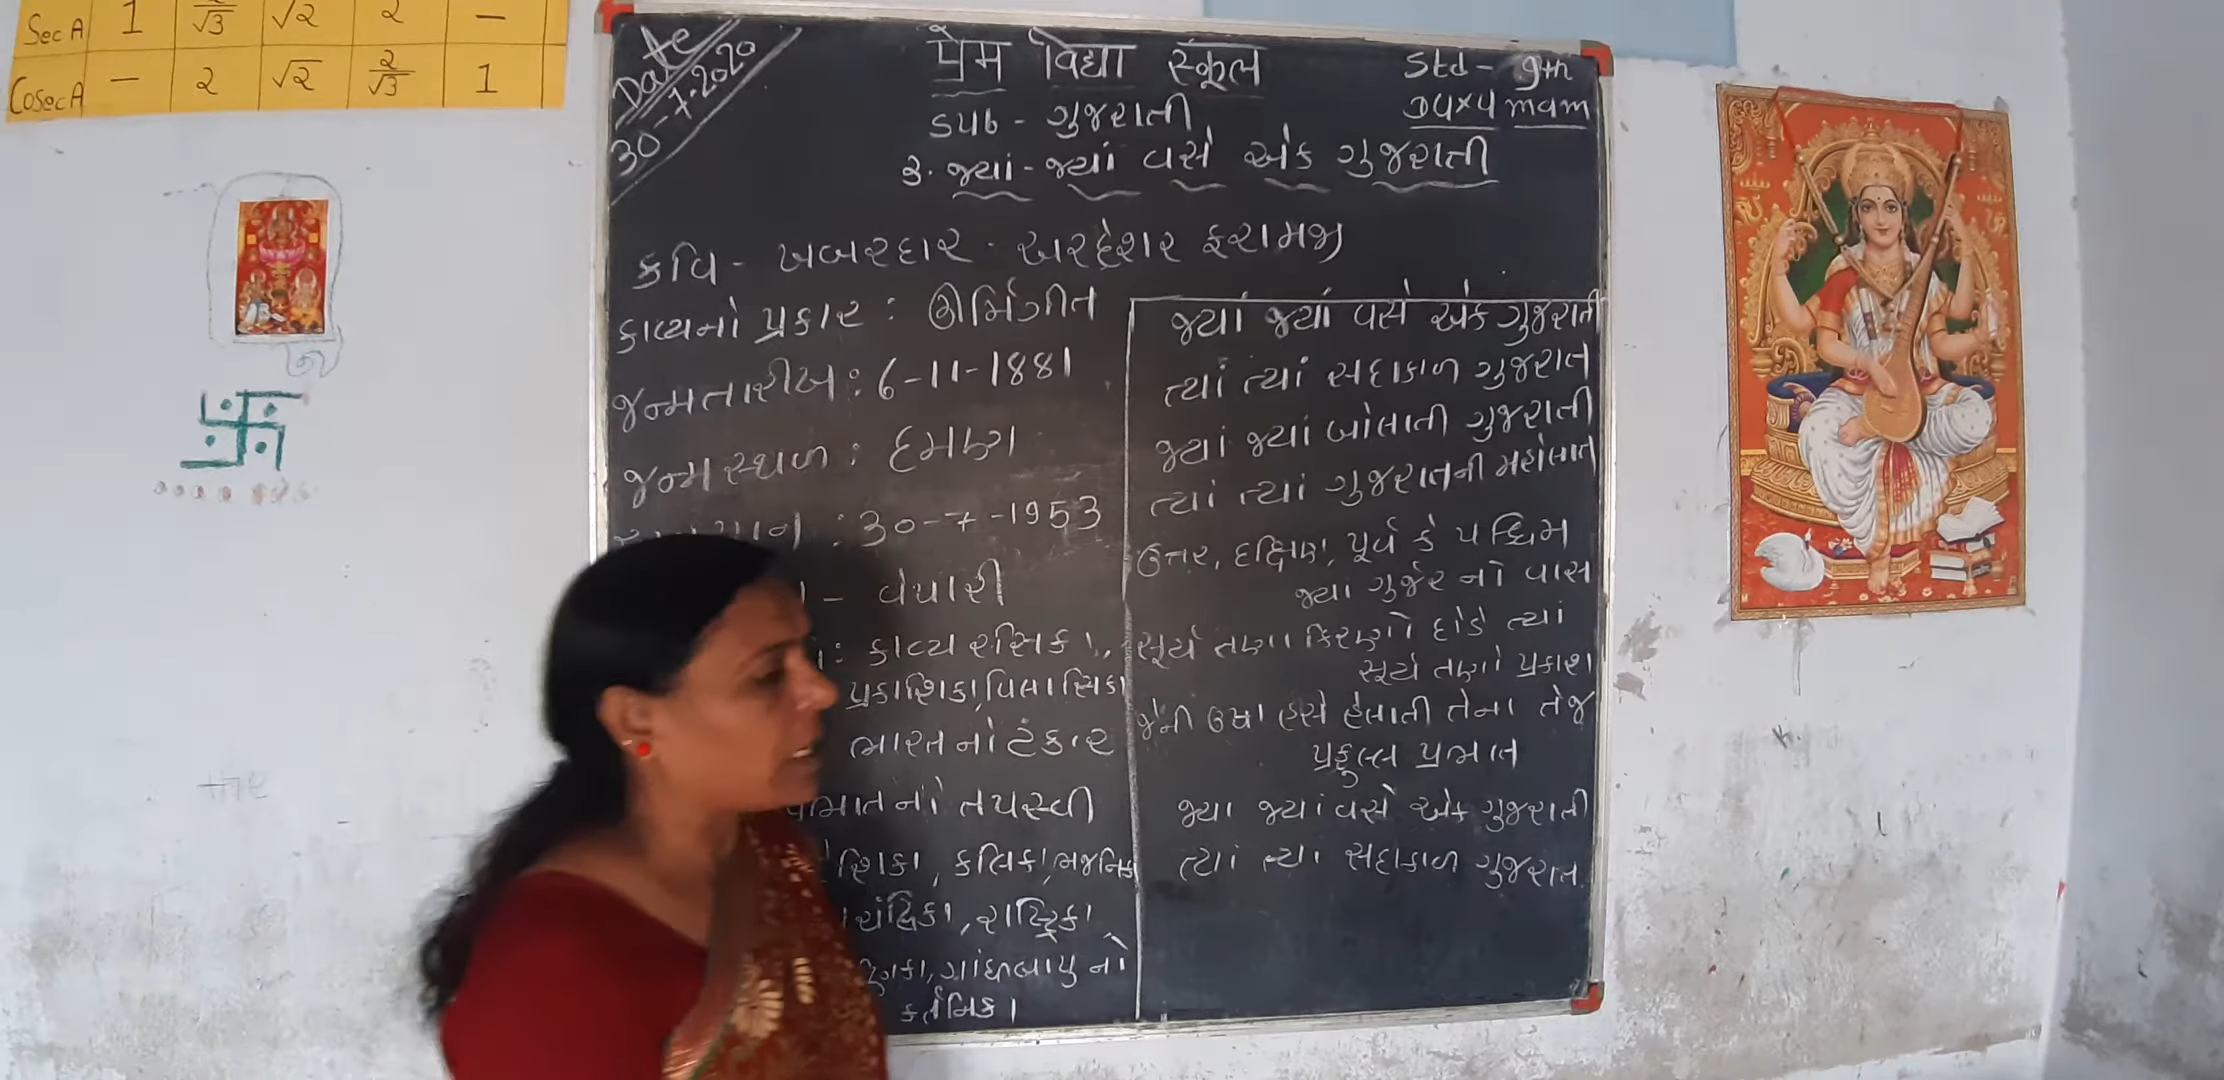 Sec A 1 2/√3 √2 2 –
Cosec A – 2 √2 2/√3 1
Date
30-7-2020
प्रेम विद्या स्कूल
Std - 9th
Sub - ગુજરાતી
mam
૩. જ્યાં-જ્યાં વસે એક ગુજરાતી
કવિ - ખબરદાર - અરદેશર ફરામજી
કાવ્યનો પ્રકાર : ઊર્મિગીત
જન્મતારીખ : 6-11-1881
જન્મ સ્થળ : દમણ
: 30-7-1953
- વેપારી
: કાવ્ય રસિકા,
પ્રકાશિકા, વિલાસિકા
ભારતનો ટંકાર
પ્રભાતનો તપસ્વી
શિકા, કલિકા, ભજનિકા
ચંદ્રિકા, રાષ્ટ્રિકા,
ગાંધીબાપુ નો
જ્યાં જ્યાં વસે એક ગુજરાતી
ત્યાં ત્યાં સદાકાળ ગુજરાત
જ્યાં જ્યાં બોલાતી ગુજરાતી
ત્યાં ત્યાં ગુજરાતની મહોલાત
ઉત્તર, દક્ષિણ, પૂર્વ કે પશ્ચિમ
જ્યાં ગુર્જર નો વાસ
સૂર્ય તણા કિરણો દોડે ત્યાં
સૂર્ય તણો પ્રકાશ
જેની ઉષા હસે હેલાતી તેના તેજ
પ્રફુલ્લ પ્રભાત
જ્યા જ્યાં વસે એક ગુજરાતી
ત્યાં ત્યા સદાકાળ ગુજરાત